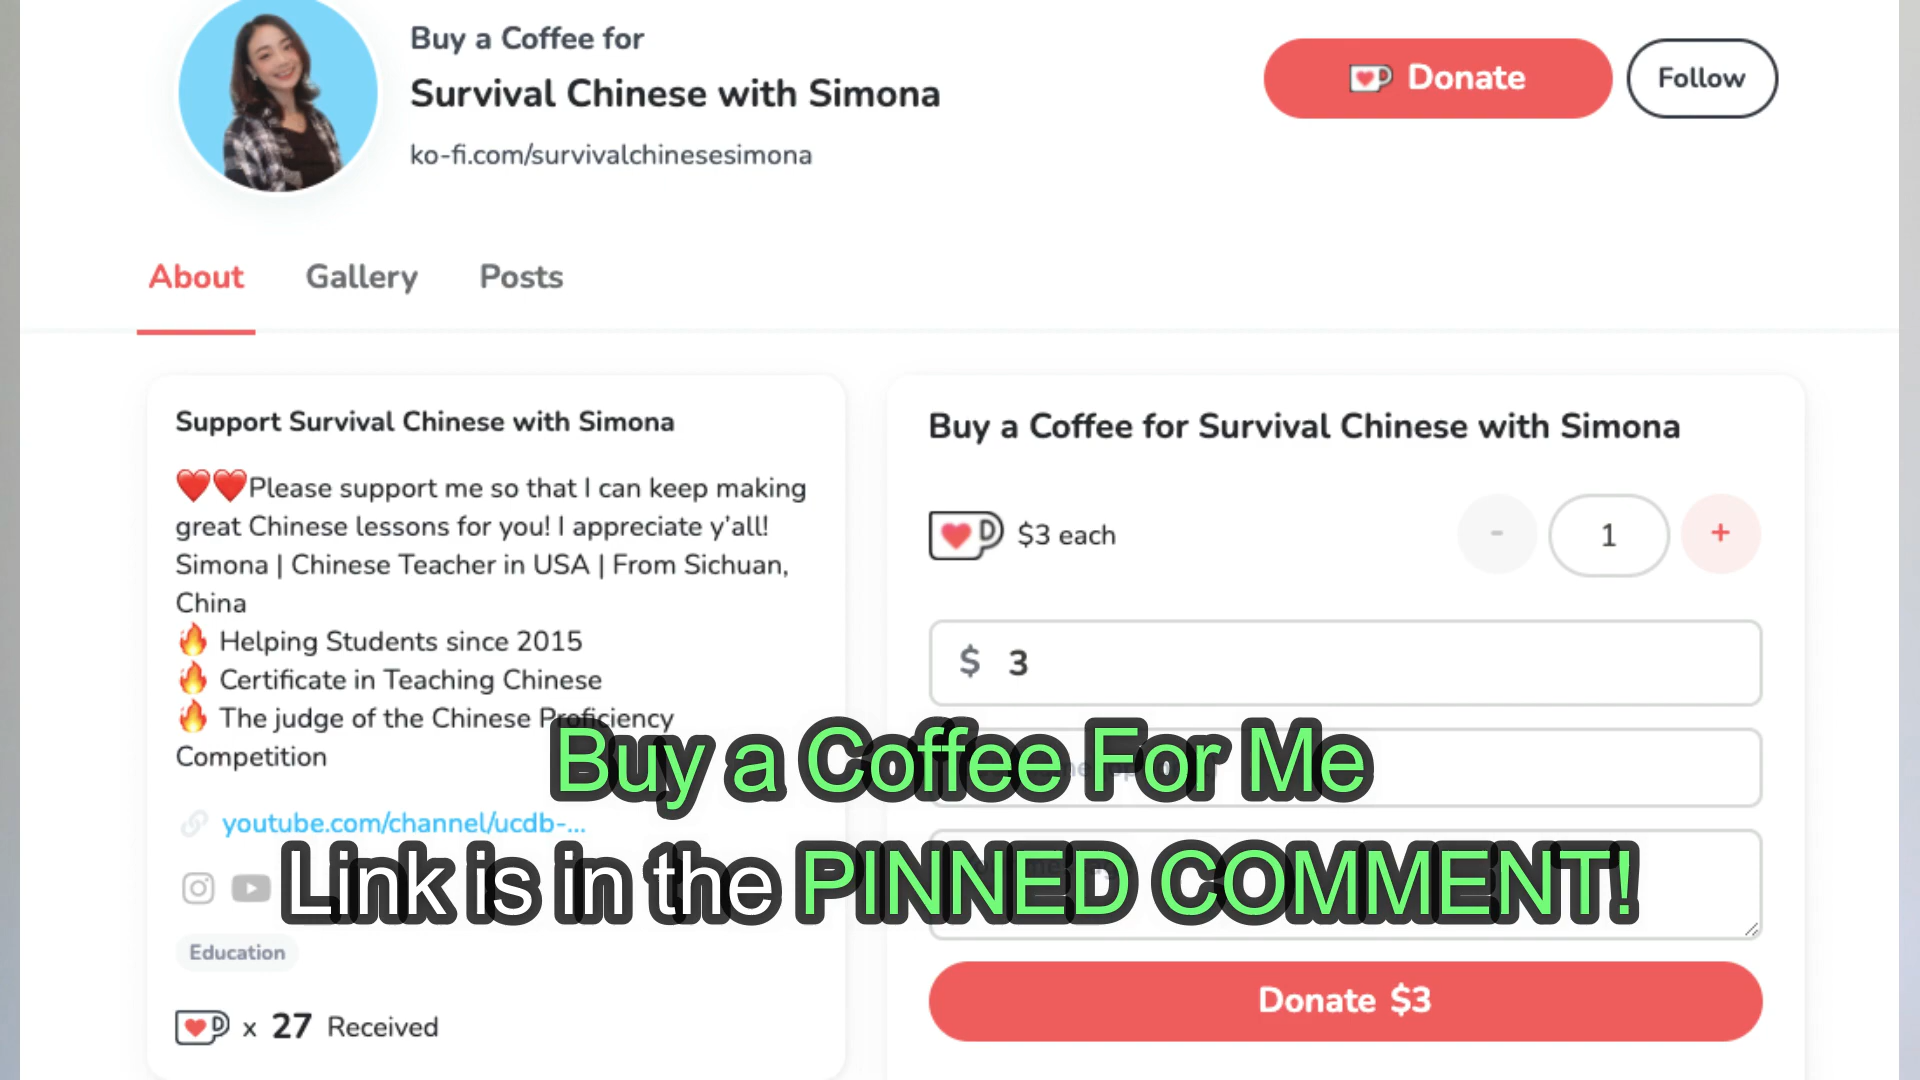 Buy a Coffee for
Survival Chinese with Simona
ko-fi.com/survivalchinesesimona
Donate
Follow
About
Gallery
Posts
Support Survival Chinese with Simona
❤️❤️Please support me so that I can keep making
great Chinese lessons for you! I appreciate y’all!
Simona | Chinese Teacher in USA | From Sichuan,
China
🔥 Helping Students since 2015
🔥 Certificate in Teaching Chinese
🔥 The judge of the Chinese Proficiency
Competition
youtube.com/channel/ucdb-...
Education
x 27 Received
Buy a Coffee for Survival Chinese with Simona
$3 each
- 1 +
$ 3
Donate $3
Buy a Coffee For Me
Link is in the PINNED COMMENT!